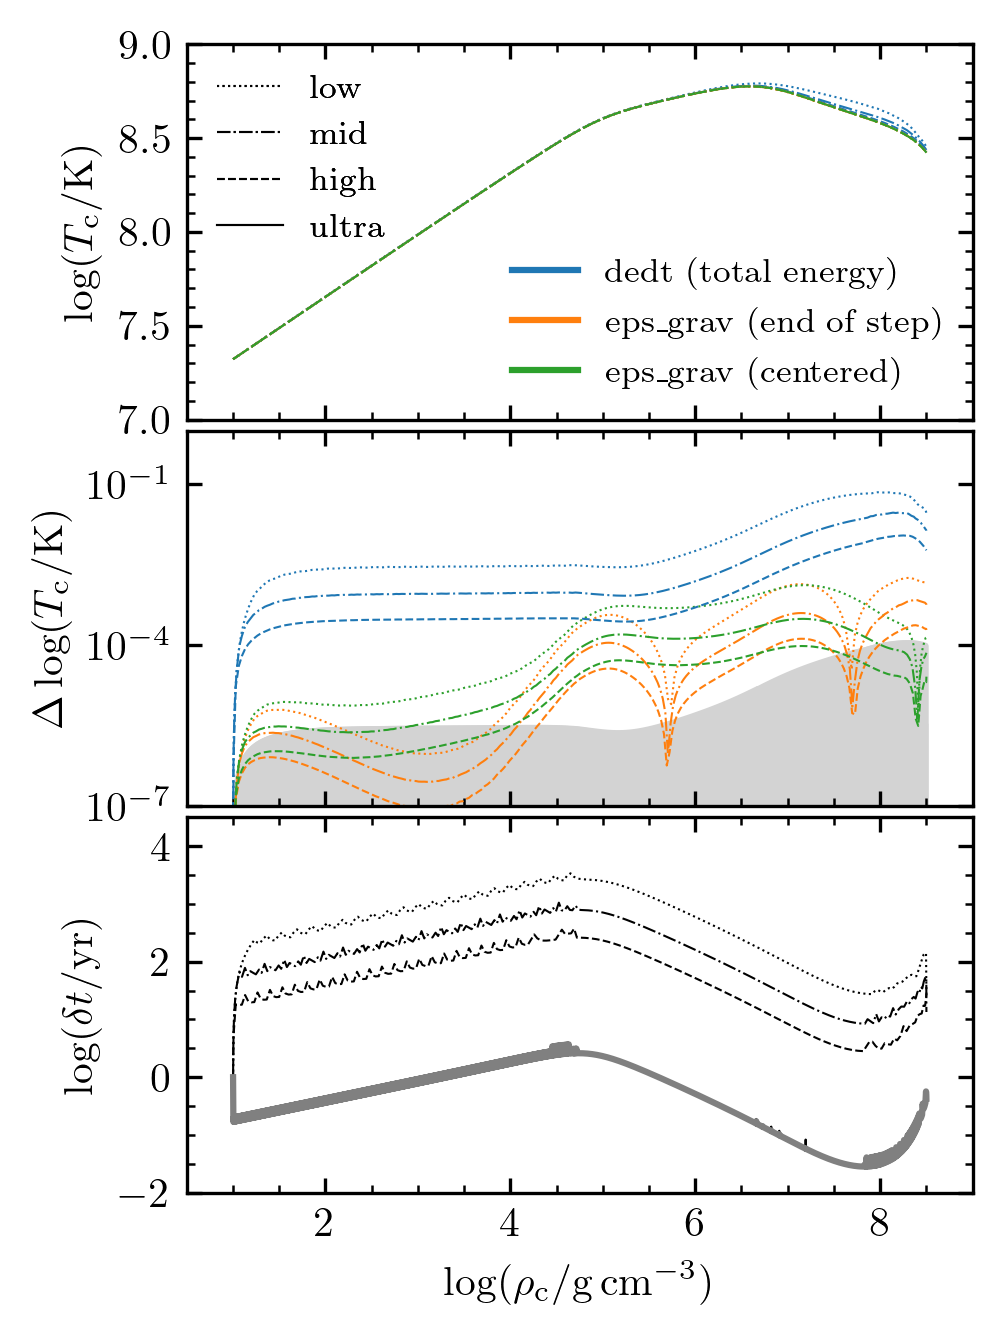 9.0
8.5
8.0
7.5
7.0
log(T_c/K)
low
mid
high
ultra
dedt (total energy)
eps_grav (end of step)
eps_grav (centered)
10^{-1}
10^{-4}
10^{-7}
Δ log(T_c/K)
4
2
0
−2
log(δt/yr)
2 4 6 8
log(ρ_c/g cm^{−3})